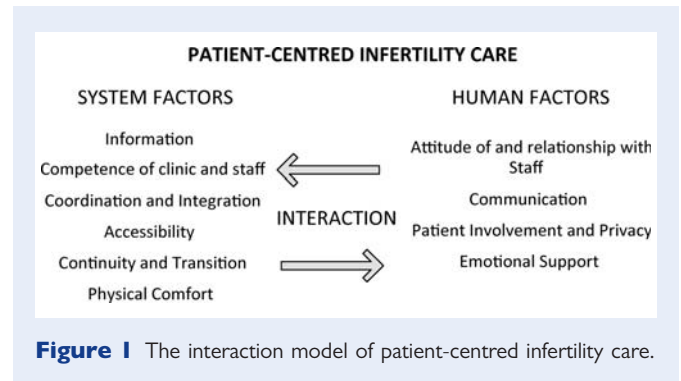 PATIENT-CENTRED INFERTILITY CARE
SYSTEM FACTORS
Information
Competence of clinic and staff
Coordination and Integration
Accessibility
Continuity and Transition
Physical Comfort
INTERACTION
HUMAN FACTORS
Attitude of and relationship with
Staff
Communication
Patient Involvement and Privacy
Emotional Support
Figure 1 The interaction model of patient-centred infertility care.